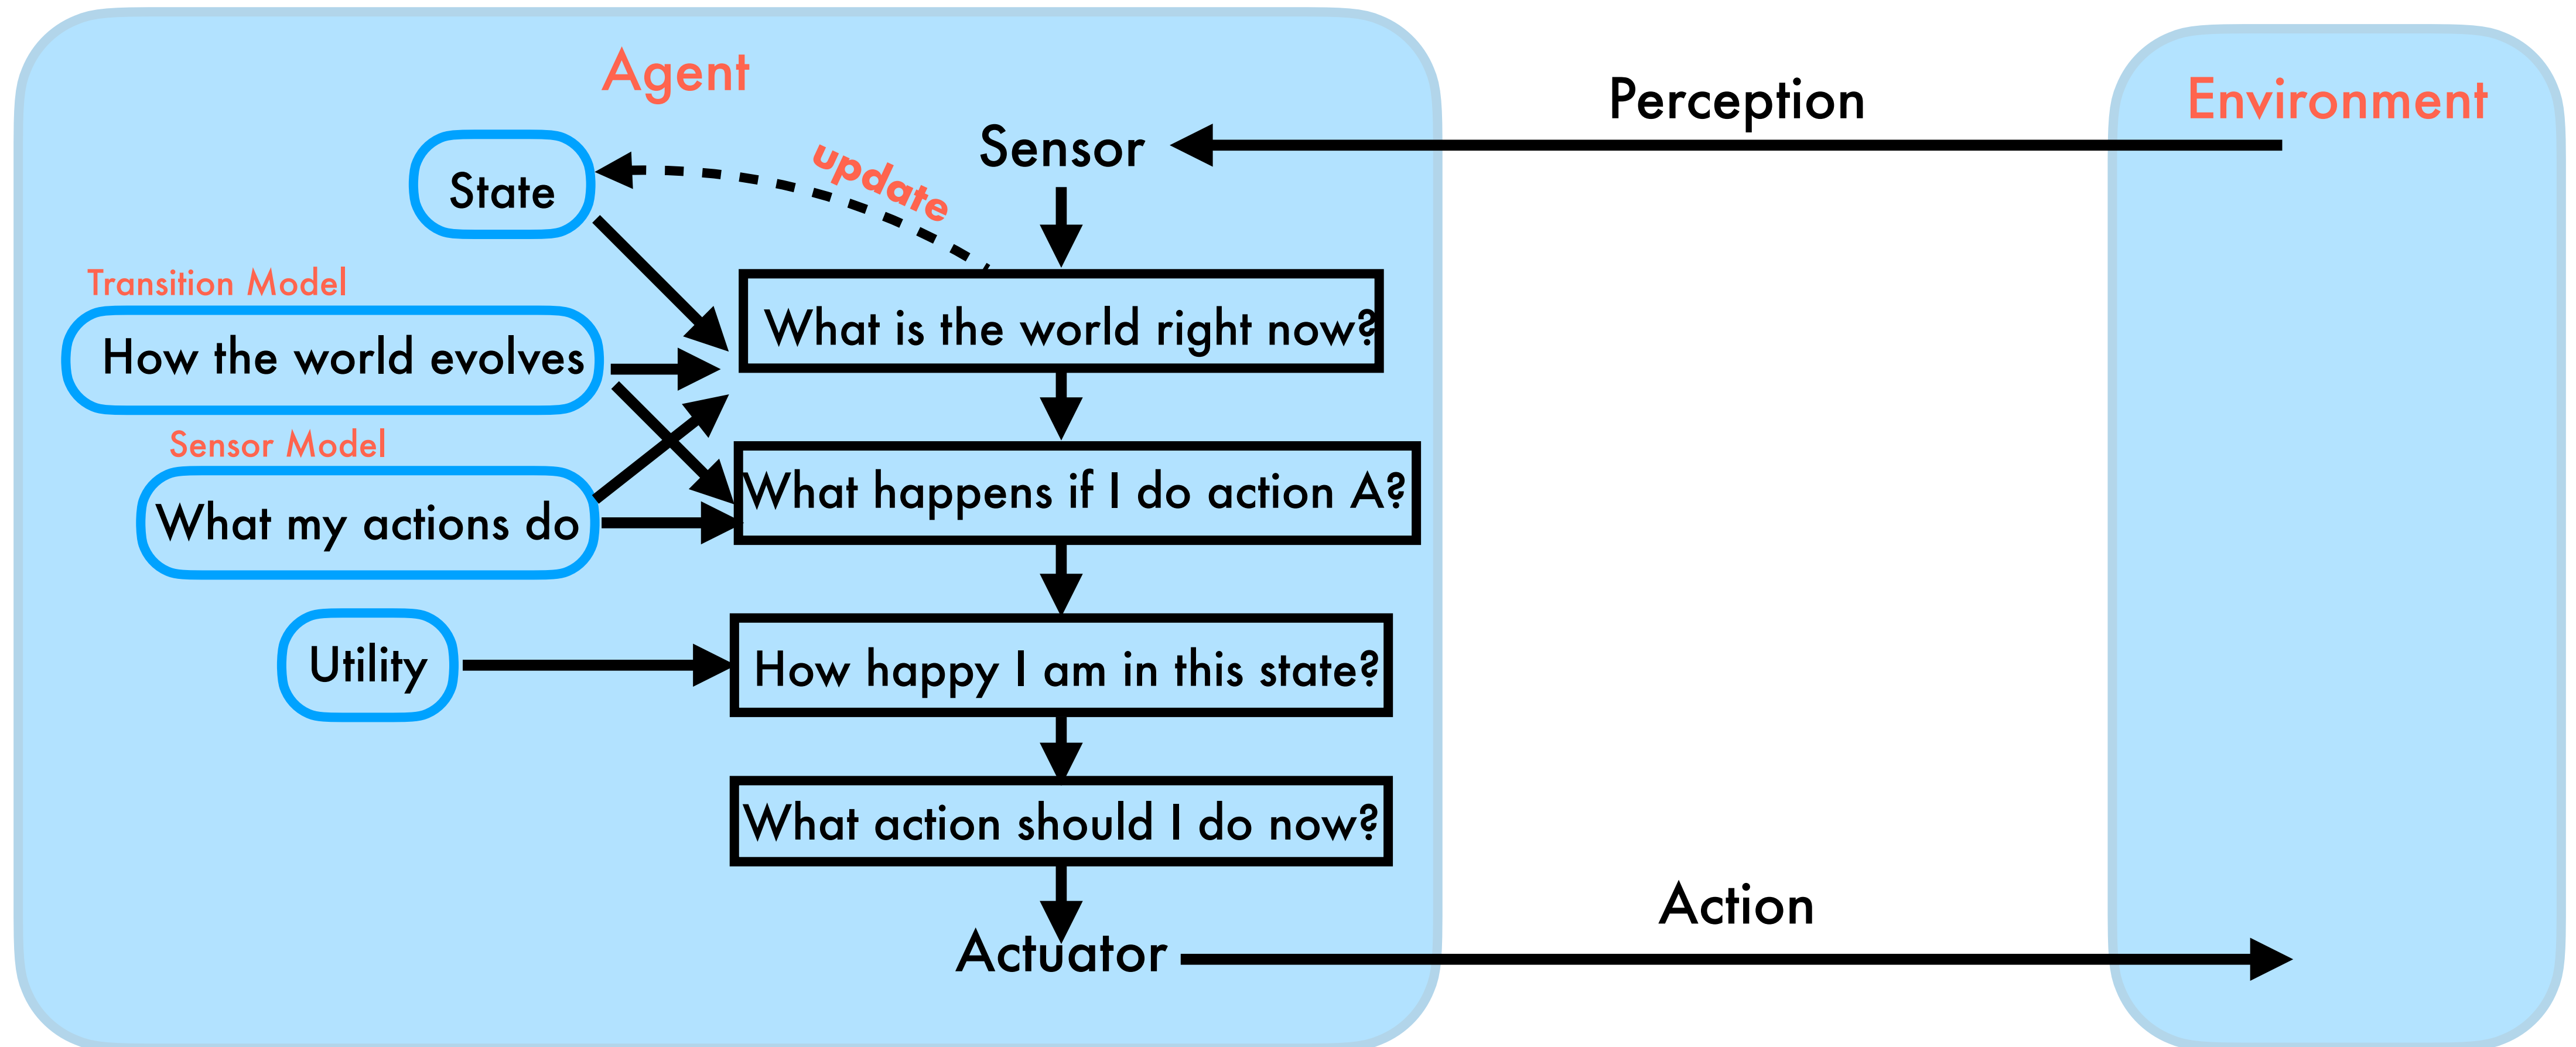 Agent
Perception
Environment
Sensor
update
State
Transition Model
How the world evolves
What is the world right now?
Sensor Model
What my actions do
What happens if I do action A?
Utility
How happy I am in this state?
What action should I do now?
Action
Actuator